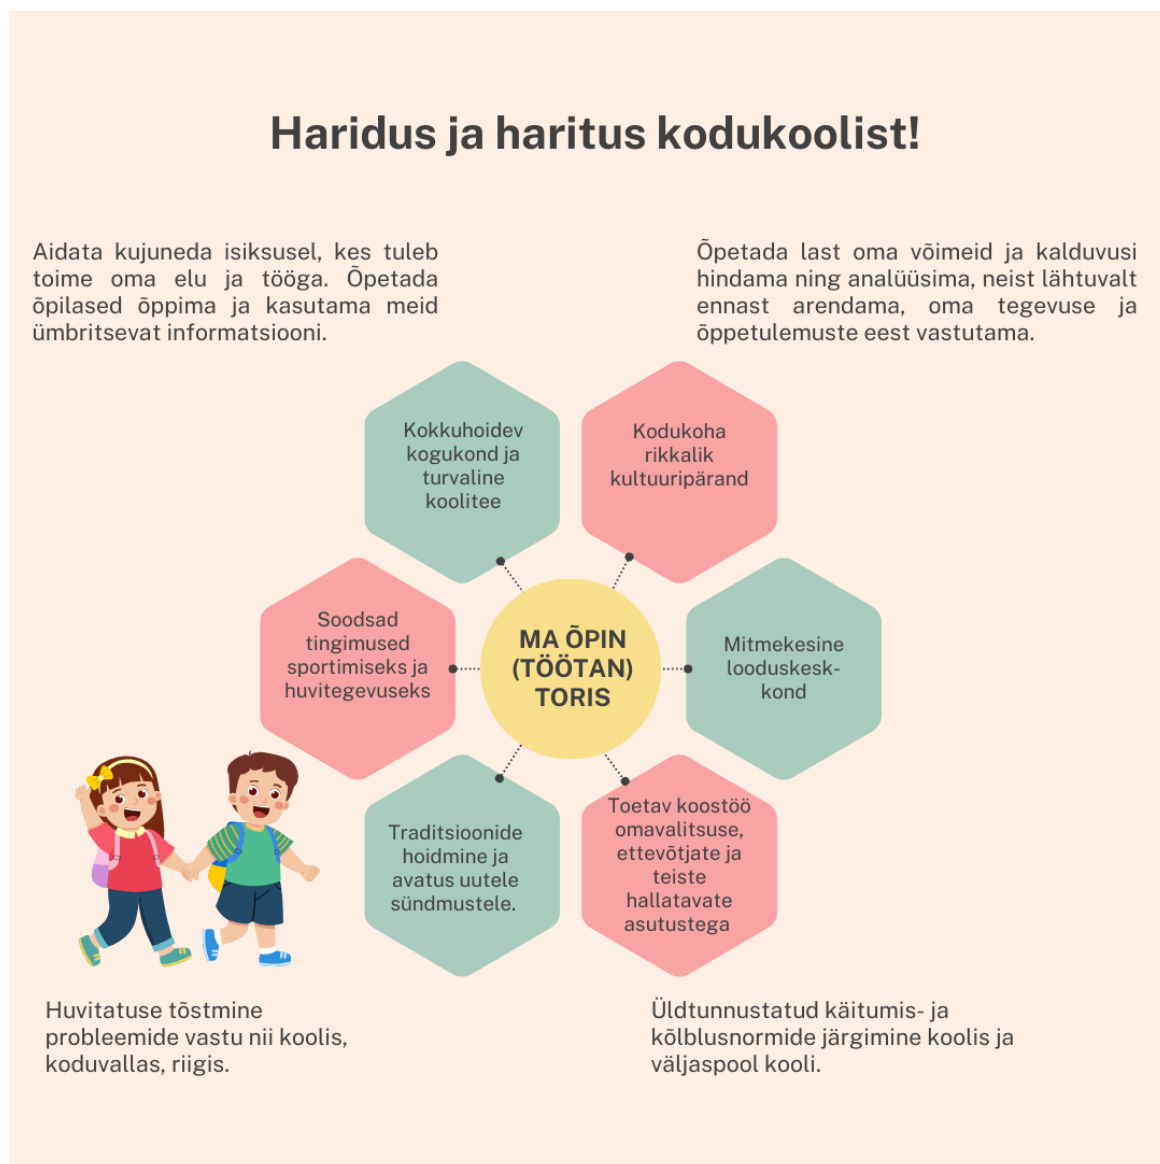 Haridus ja haritus kodukoolist!
Aidata kujuneda isiksusel, kes tuleb
toime oma elu ja tööga. Õpetada
õpilased õppima ja kasutama meid
ümbritsevat informatsiooni.
Õpetada last oma võimeid ja kalduvusi
hindama ning analüüsima, neist lähtuvalt
ennast arendama, oma tegevuse ja
õppetulemuste eest vastutama.
Kokkuhoidev
kogukond ja
turvaline
koolitee
Kodukoha
rikkalik
kultuuripärand
Soodsad
tingimused
sportimiseks ja
huvitegevuseks
MA ÕPIN
(TÖÖTAN)
TORIS
Mitmekesine
looduskesk-
kond
Traditsioonide
hoidmine ja
avatus uutele
sündmustele.
Toetav koostöö
omavalitsuse,
ettevõtjate ja
teiste
hallatavate
asutustega
Huvitatuse tõstmine
probleemide vastu nii koolis,
koduvallas, riigis.
Üldtunnustatud käitumis- ja
kõlblusnormide järgimine koolis ja
väljaspool kooli.